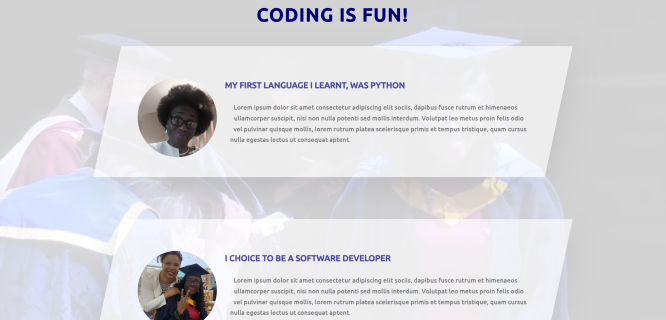 CODING IS FUN!
MY FIRST LANGUAGE I LEARNT, WAS PYTHON
Lorem ipsum dolor sit amet consectetur adipiscing elit sociis, dapibus fusce rutrum et himenaeos
ullamcorper suscipit, nisi non nulla potenti sed mollis interdum. Volutpat leo metus proin felis odio
vel pulvinar quisque mollis, lorem rutrum platea scelerisque primis et tempus tristique, quam cursus
nulla egestas lectus ut consequat aptent.
I CHOICE TO BE A SOFTWARE DEVELOPER
Lorem ipsum dolor sit amet consectetur adipiscing elit sociis, dapibus fusce rutrum et himenaeos
ullamcorper suscipit, nisi non nulla potenti sed mollis interdum. Volutpat leo metus proin felis odio
vel pulvinar quisque mollis, lorem rutrum platea scelerisque primis et tempus tristique, quam cursus
nulla egestas lectus ut consequat aptent.